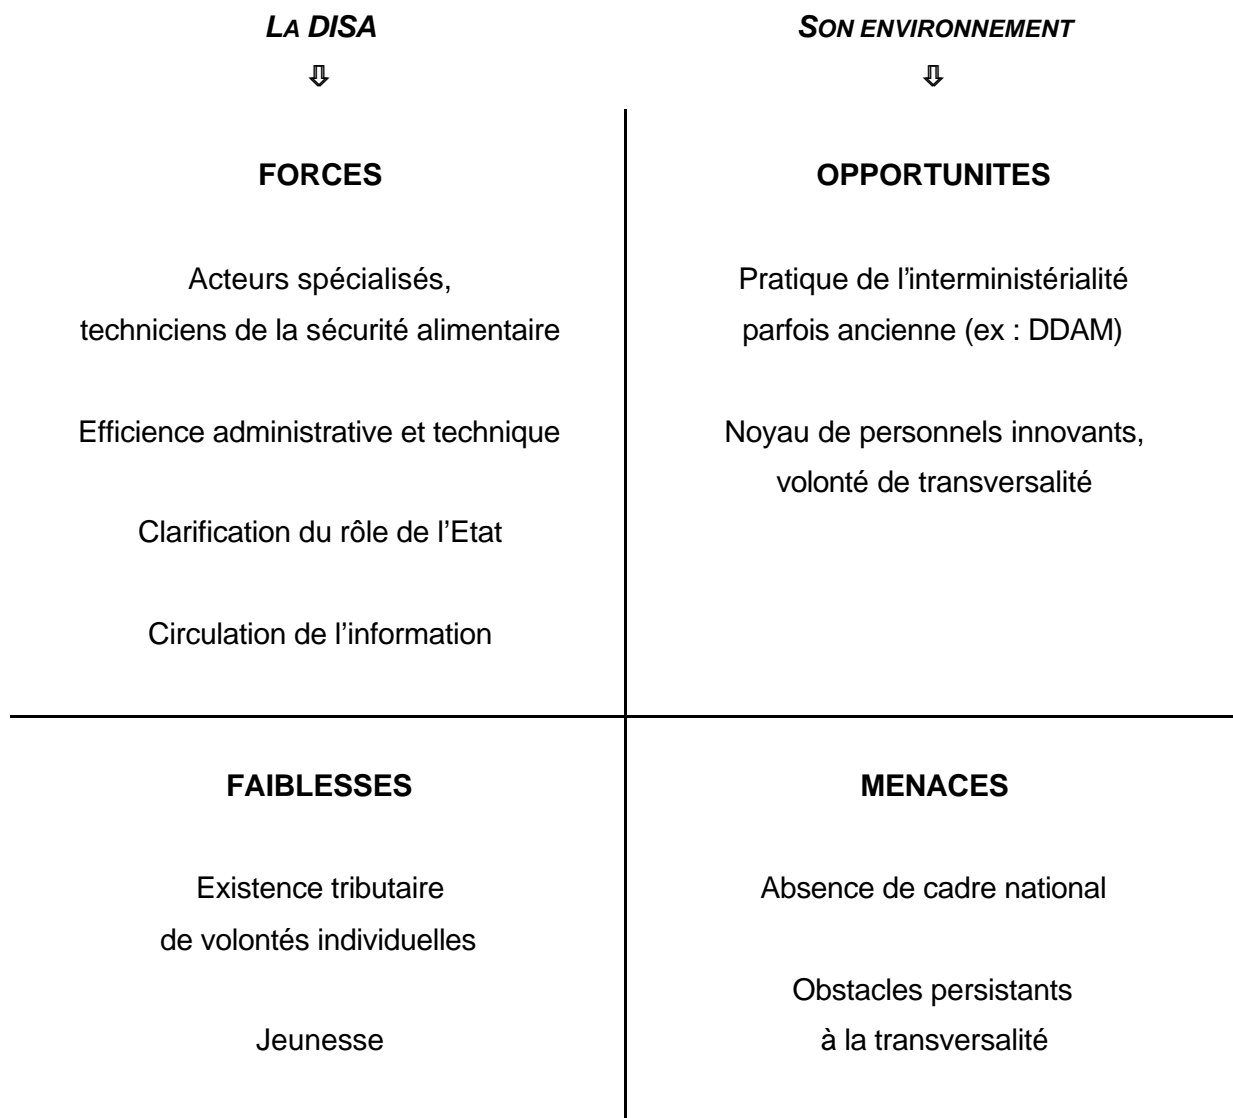 LA DISA
SON ENVIRONNEMENT
⇩
⇩
FORCES
Acteurs spécialisés,
techniciens de la sécurité alimentaire
Efficience administrative et technique
Clarification du rôle de l'Etat
Circulation de l'information
OPPORTUNITES
Pratique de l'interministérialité
parfois ancienne (ex : DDAM)
Noyau de personnels innovants,
volonté de transversalité
FAIBLESSES
Existence tributaire
de volontés individuelles
Jeunesse
MENACES
Absence de cadre national
Obstacles persistants
à la transversalité